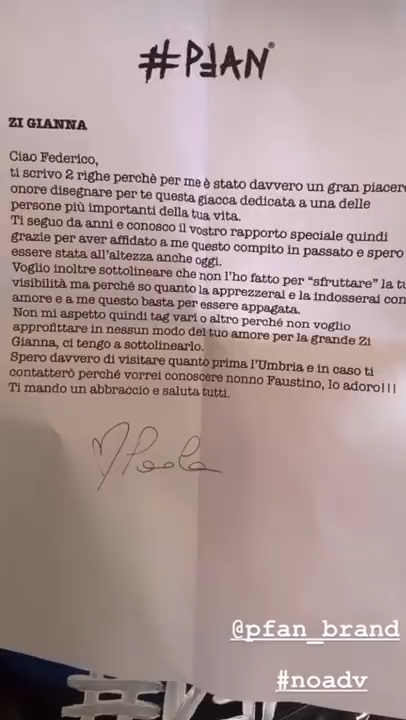 #PFAN®
ZI GIANNA
Ciao Federico,
ti scrivo 2 righe perchè per me è stato davvero un gran piacere
onore disegnare per te questa giacca dedicata a una delle
persone più importanti della tua vita.
Ti seguo da anni e conosco il vostro rapporto speciale quindi
grazie per aver affidato a me questo compito in passato e spero
essere stata all'altezza anche oggi.
Voglio inoltre sottolineare che non l'ho fatto per "sfruttare" la tu
visibilità ma perché so quanto la apprezzerai e la indosserai con
amore e a me questo basta per essere appagata.
Non mi aspetto quindi tag vari o altro perché non voglio
approfittare in nessun modo del tuo amore per la grande Zi
Gianna, ci tengo a sottolinearlo.
Spero davvero di visitare quanto prima l'Umbria e in caso ti
contatterò perché vorrei conoscere nonno Faustino, lo adoro!!!
Ti mando un abbraccio e saluta tutti.
Paola
@pfan_brand
#noadv